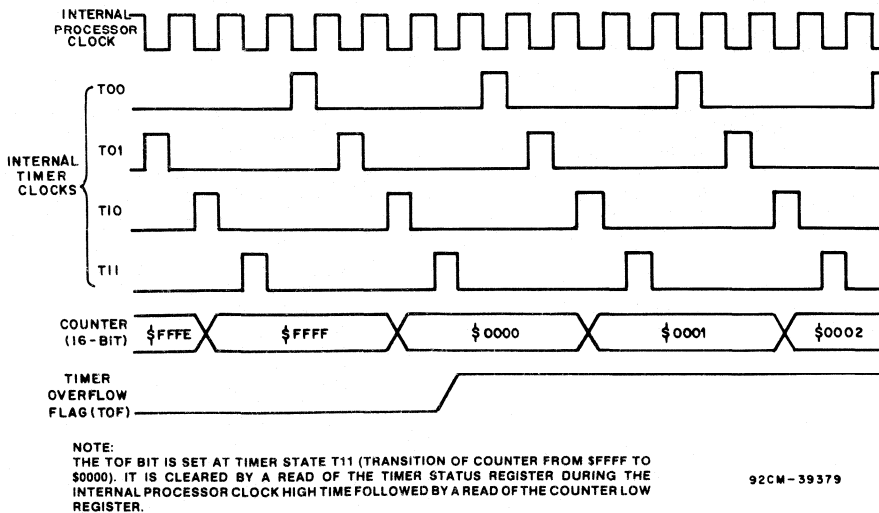 INTERNAL
PROCESSOR
CLOCK
T00
T01
INTERNAL
TIMER
CLOCKS
T10
T11
COUNTER
(16-BIT)
$FFFE
$FFFF
$0000
$0001
$0002
TIMER
OVERFLOW
FLAG (TOF)
NOTE:
THE TOF BIT IS SET AT TIMER STATE T11 (TRANSITION OF COUNTER FROM $FFFF TO
$0000). IT IS CLEARED BY A READ OF THE TIMER STATUS REGISTER DURING THE
INTERNAL PROCESSOR CLOCK HIGH TIME FOLLOWED BY A READ OF THE COUNTER LOW
REGISTER.
92CM-39379